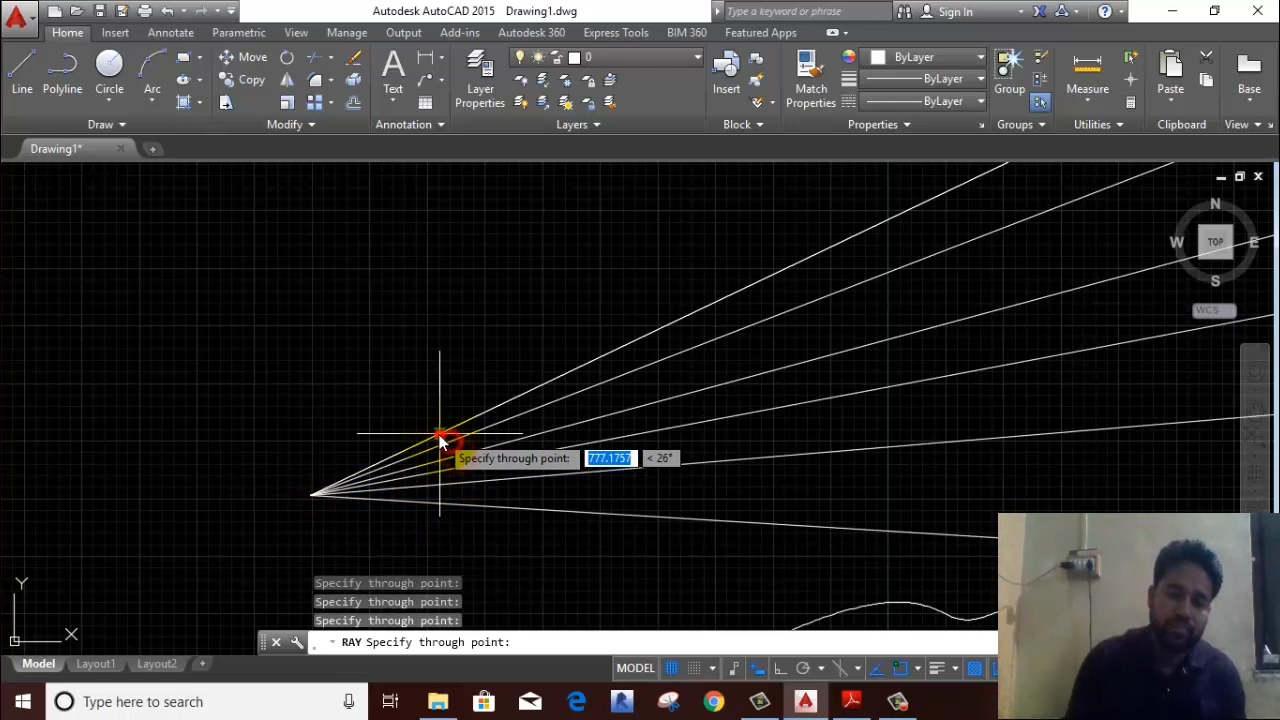 Autodesk AutoCAD 2015 Drawing1.dwg
Type a keyword or phrase
Sign In
Home Insert Annotate Parametric View Manage Output Add-ins Autodesk 360 Express Tools BIM 360 Featured Apps
Line Polyline Circle Arc
Move
Copy
Text
Layer Properties
0
Insert
Match Properties
ByLayer
ByLayer
ByLayer
Group
Measure
Paste
Base
Draw Modify Annotation Layers Block Properties Groups Utilities Clipboard View
Drawing1*
N
W TOP E
S
WCS
Specify through point: 777.1757 < 26°
Y
X
Specify through point:
Specify through point:
Specify through point:
RAY Specify through point:
Model Layout1 Layout2 +
MODEL
Type here to search